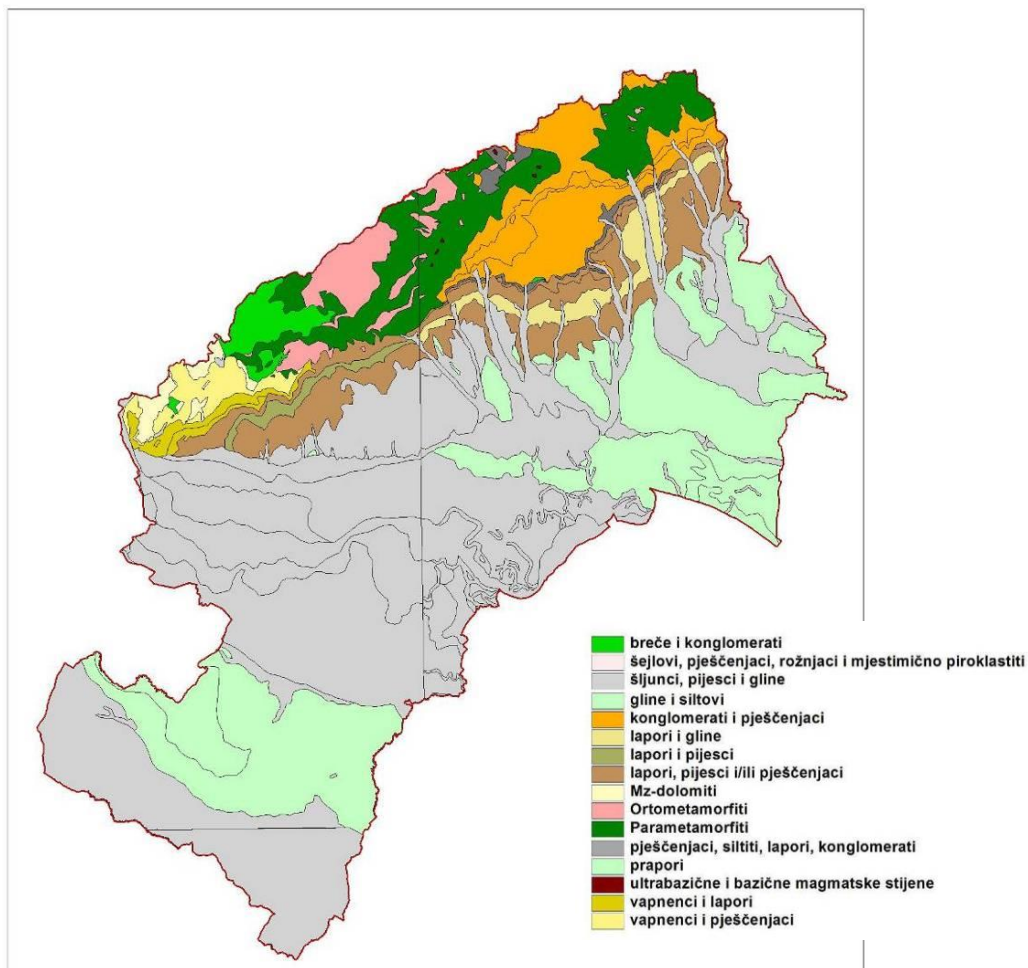 breče i konglomerati
šejlovi, pješčenjaci, rožnjaci i mjestimično piroklastiti
šljunci, pijesci i gline
gline i siltovi
konglomerati i pješčenjaci
lapori i gline
lapori i pijesci
lapori, pijesci i/ili pješčenjaci
Mz-dolomiti
Ortometamorfiti
Parametamorfiti
pješčenjaci, siltiti, lapori, konglomerati
prapori
ultrabazične i bazične magmatske stijene
vapnenci i lapori
vapnenci i pješčenjaci